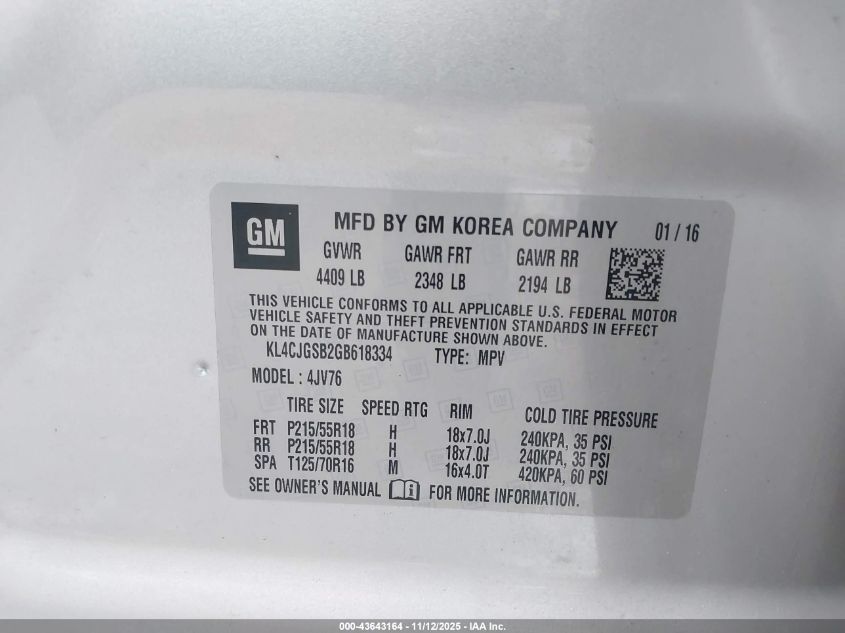 GM MFD BY GM KOREA COMPANY 01 / 16
GVWR GAWR FRT GAWR RR
4409 LB 2348 LB 2194 LB
THIS VEHICLE CONFORMS TO ALL APPLICABLE U.S. FEDERAL MOTOR
VEHICLE SAFETY AND THEFT PREVENTION STANDARDS IN EFFECT
ON THE DATE OF MANUFACTURE SHOWN ABOVE.
KL4CJGSB2GB618334 TYPE: MPV
MODEL : 4JV76
TIRE SIZE SPEED RTG RIM COLD TIRE PRESSURE
FRT P215/55R18 H 18x7.0J 240KPA, 35 PSI
RR P215/55R18 H 18x7.0J 240KPA, 35 PSI
SPA T125/70R16 M 16x4.0T 420KPA, 60 PSI
SEE OWNER'S MANUAL FOR MORE INFORMATION.
000-43643164 - 11/12/2025 - IAA Inc.